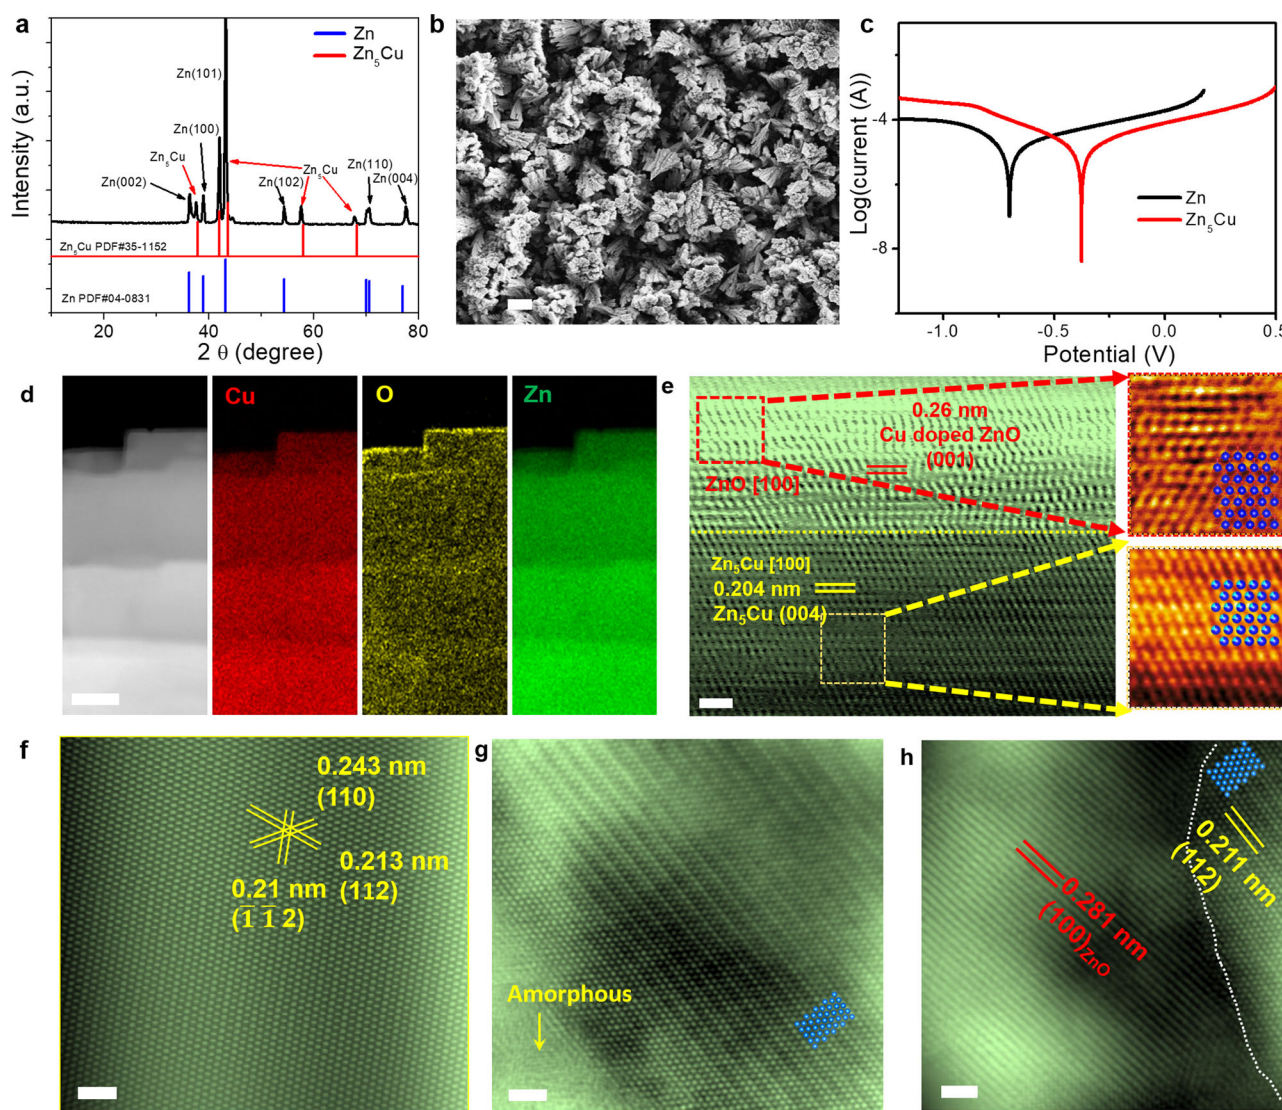 a
Zn
Zn₅Cu
Zn(101)
Zn(100)
Zn₅Cu
Zn(002)
Zn₅Cu
Zn(102)
Zn(110)
Zn(004)
Zn₅Cu PDF#35-1152
Zn PDF#04-0831
Intensity (a.u.)
20 40 60 80
2 θ (degree)
b
c
-4
-8
Log(current (A))
Zn
Zn₅Cu
-1.0 -0.5 0.0 0.5
Potential (V)
d
Cu
O
Zn
e
0.26 nm
Cu doped ZnO
(001)
ZnO [100]
Zn₅Cu [100]
0.204 nm
Zn₅Cu (004)
f
0.243 nm
(110)
0.213 nm
(112)
0.21 nm
(1̅ 1̅ 2)
g
Amorphous
h
0.281 nm
(100)ZnO
0.211 nm
(112)